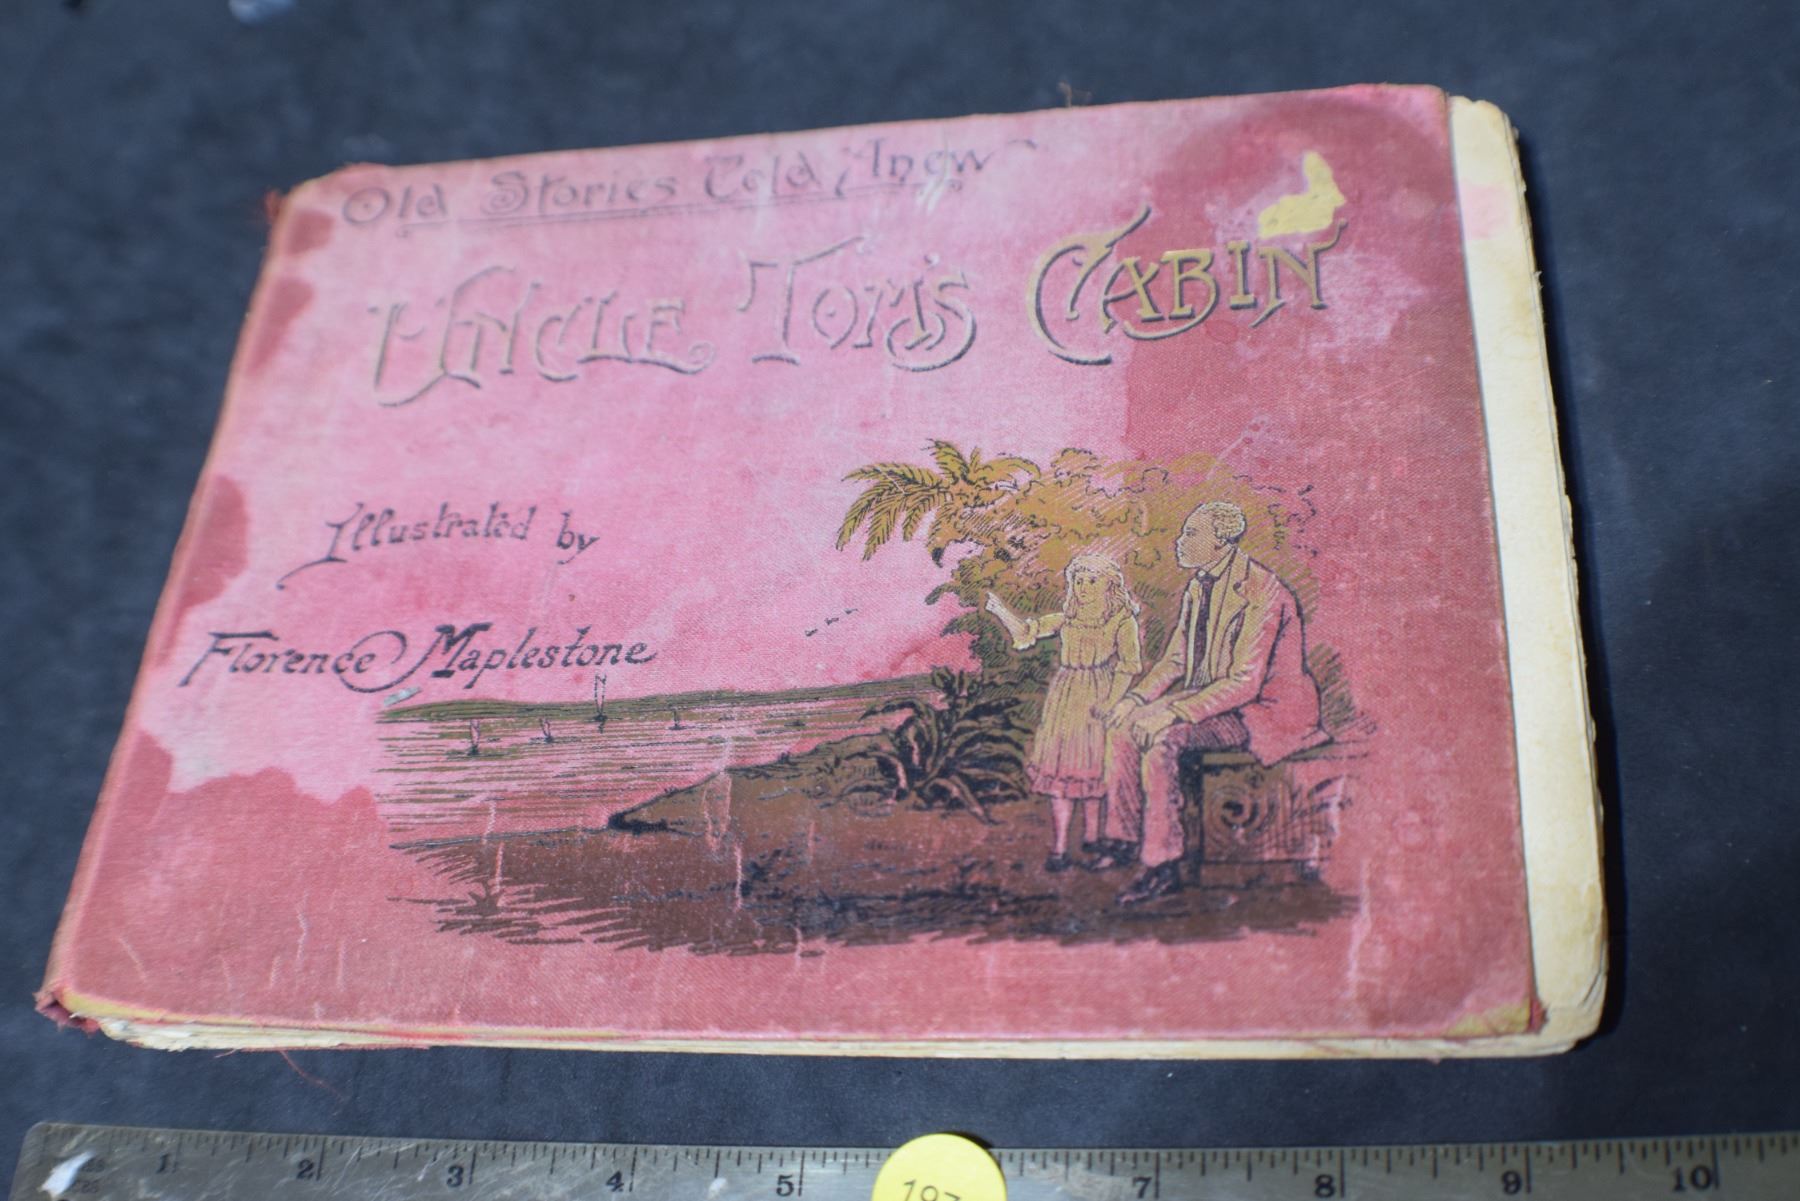 Old Stories Told Anew
UNCLE TOM'S CABIN
Illustrated by
Florence Maplestone
1 2 3 4 5 7 8 9 10